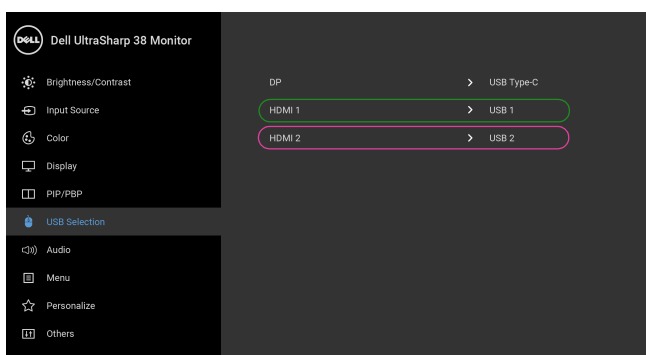 DELL Dell UltraSharp 38 Monitor
Brightness/Contrast
DP > USB Type-C
Input Source
HDMI 1 > USB 1
Color
HDMI 2 > USB 2
Display
PIP/PBP
USB Selection
Audio
Menu
Personalize
Others